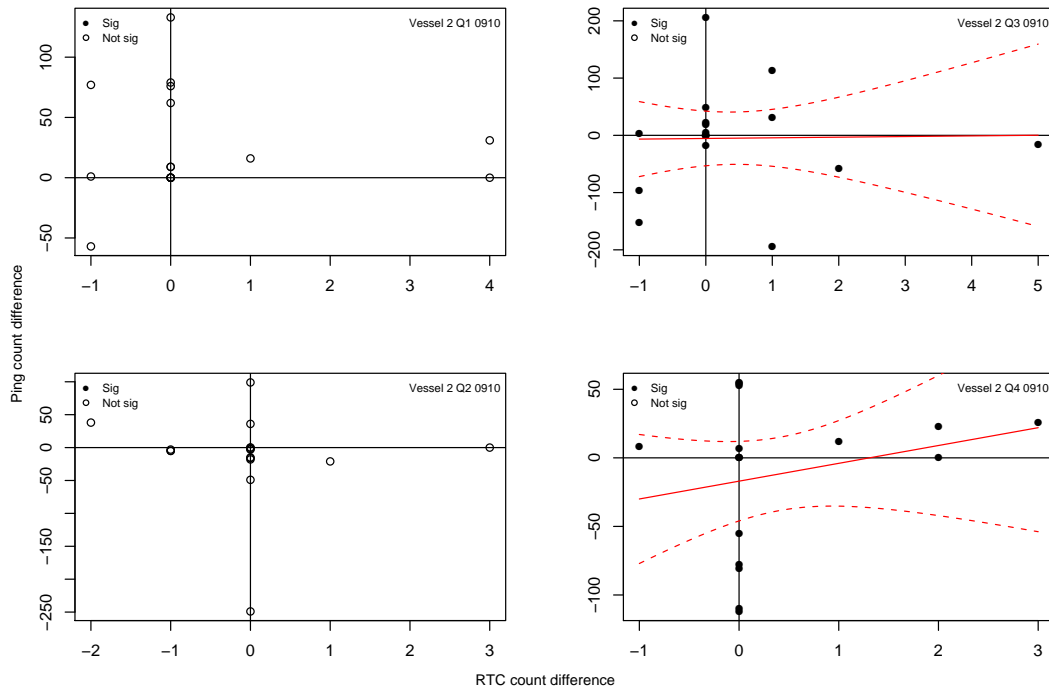 Sig
Not sig
Vessel 2 Q1 0910
100
50
0
−50
−1 0 1 2 3 4
Sig
Not sig
Vessel 2 Q3 0910
200
100
0
−100
−200
−1 0 1 2 3 4 5
Ping count difference
Sig
Not sig
Vessel 2 Q2 0910
50
0
−50
−150
−250
−2 −1 0 1 2 3
Sig
Not sig
Vessel 2 Q4 0910
50
0
−50
−100
−1 0 1 2 3
RTC count difference